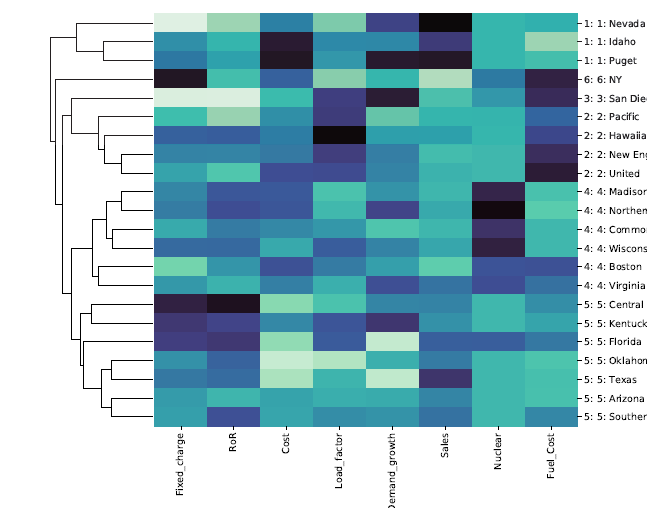 1: 1: Nevada
1: 1: Idaho
1: 1: Puget
6: 6: NY
3: 3: San Die
2: 2: Pacific
2: 2: Hawaiia
2: 2: New Eng
2: 2: United
4: 4: Madison
4: 4: Northern
4: 4: Commo
4: 4: Wiscons
4: 4: Boston
4: 4: Virginia
5: 5: Central
5: 5: Kentuck
5: 5: Florida
5: 5: Oklahom
5: 5: Texas
5: 5: Arizona
5: 5: Souther
Fixed_charge
RoR
Cost
Load_factor
Demand_growth
Sales
Nuclear
Fuel_Cost